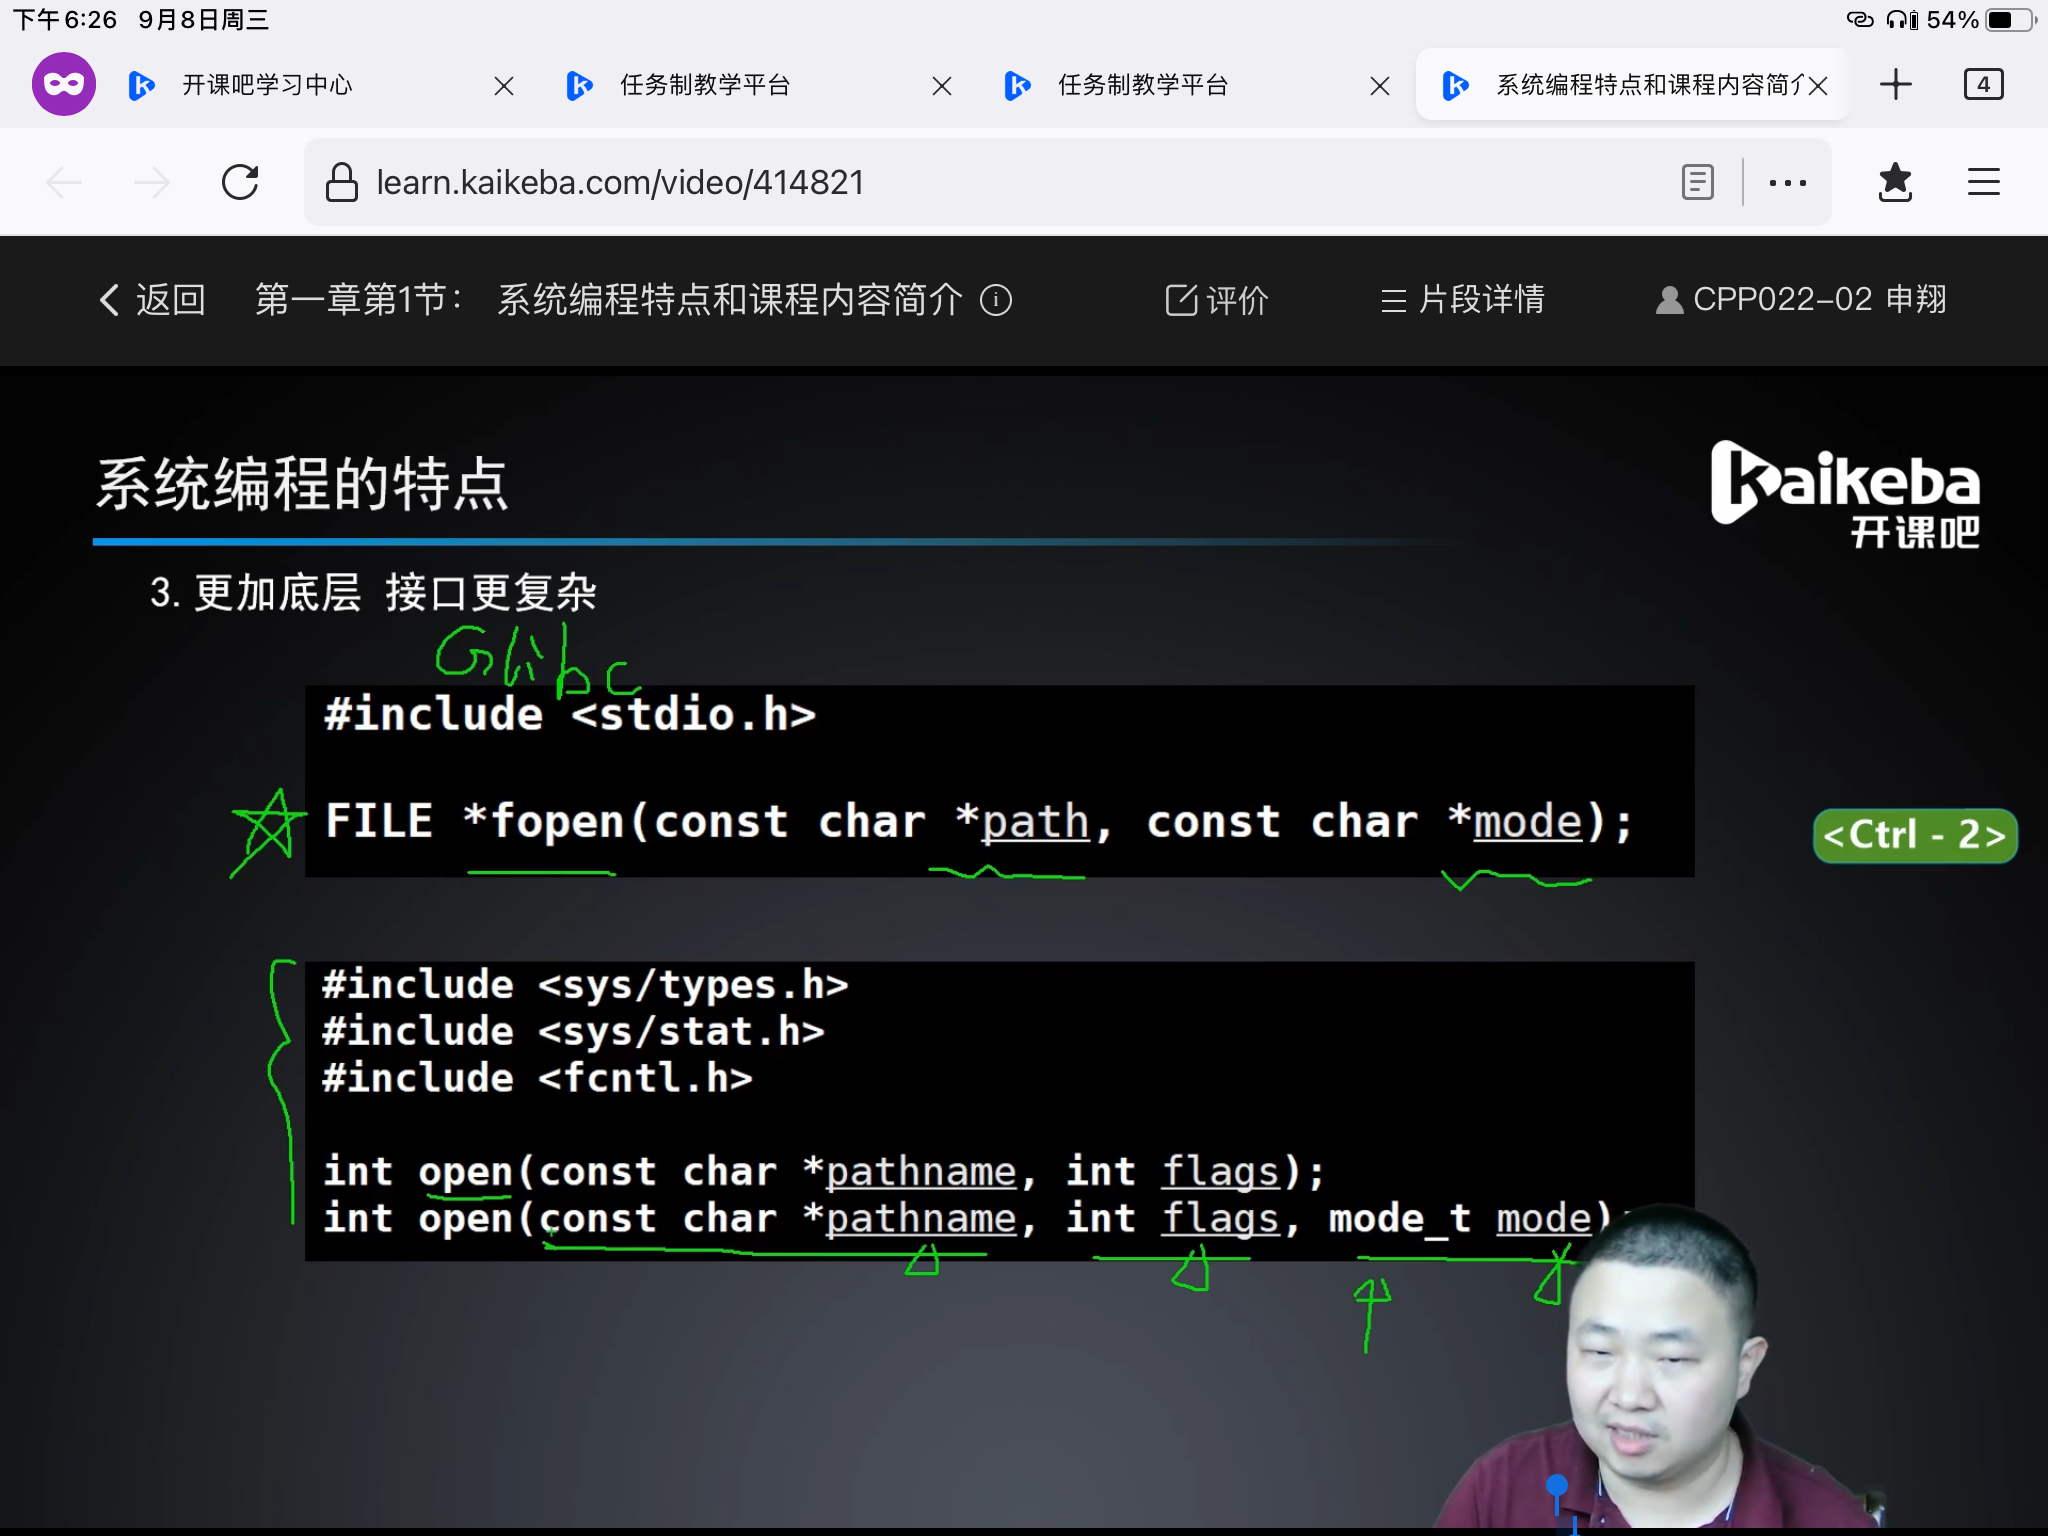 下午6:26 9月8日周三
54%
开课吧学习中心
任务制教学平台
任务制教学平台
系统编程特点和课程内容简介
4
learn.kaikeba.com/video/414821
返回 第一章第1节： 系统编程特点和课程内容简介
评价
片段详情
CPP022-02 申翔
系统编程的特点
Kaikeba
开课吧
3. 更加底层 接口更复杂
Glibc
#include <stdio.h>
FILE *fopen(const char *path, const char *mode);
<Ctrl - 2>
#include <sys/types.h>
#include <sys/stat.h>
#include <fcntl.h>
int open(const char *pathname, int flags);
int open(const char *pathname, int flags, mode_t mode);